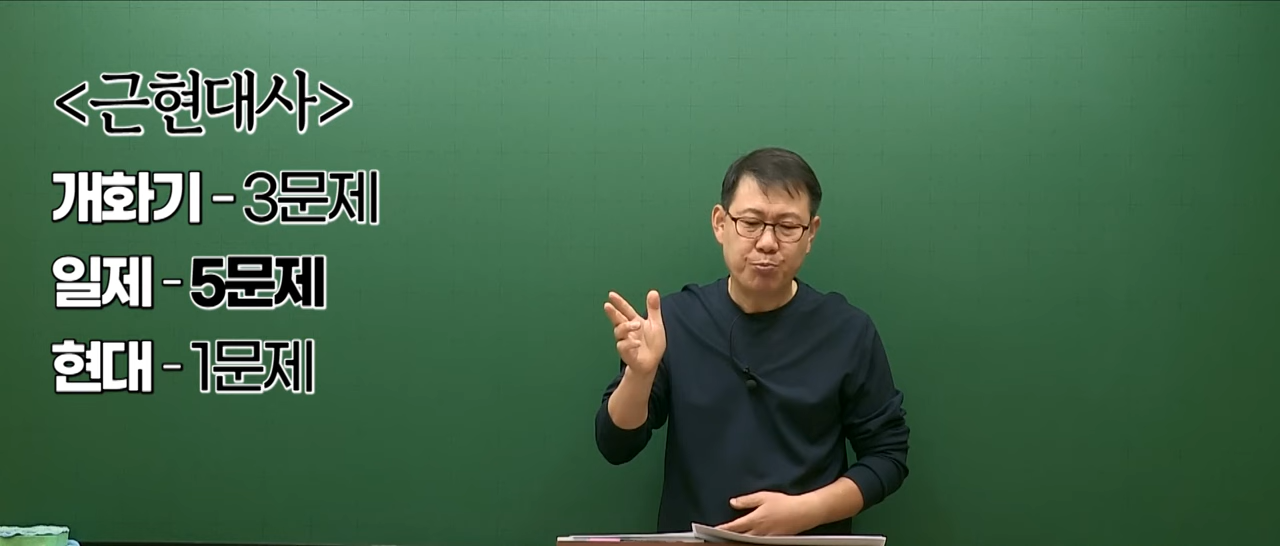 <근현대사>
개화기 - 3문제
일제 - 5문제
현대 - 1문제